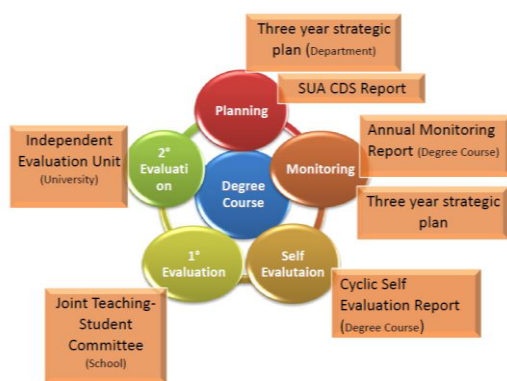 Three year strategic
plan (Department)
SUA CDS Report
Planning
Annual Monitoring
Report (Degree Course)
Monitoring
Three year strategic
plan
Independent
Evaluation Unit
(University)
2°
Evaluati
on
Degree
Course
1°
Evaluation
Self
Evalutaion
Cyclic Self
Evaluation Report
(Degree Course)
Joint Teaching-
Student
Committee
(School)